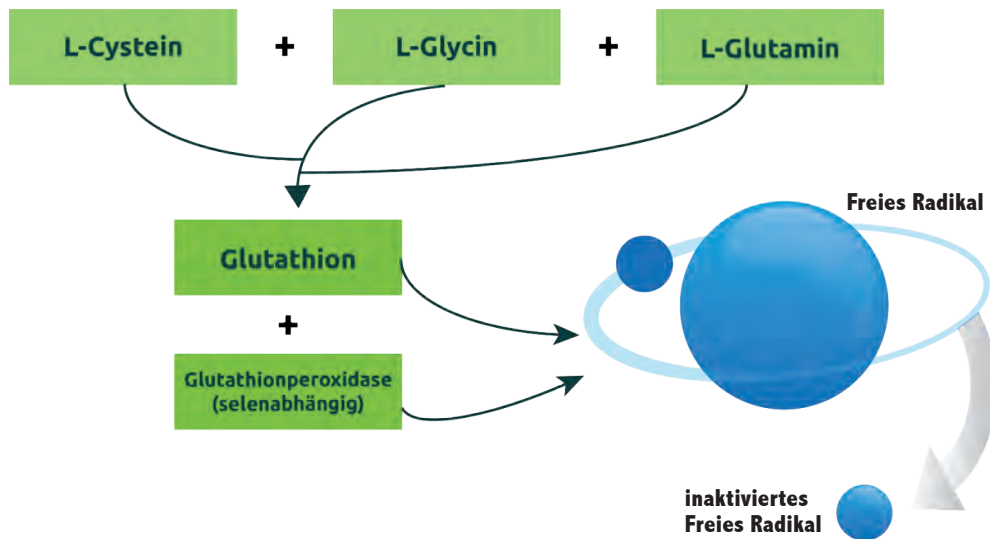 L-Cystein + L-Glycin + L-Glutamin
Freies Radikal
Glutathion
+
Glutathionperoxidase
(selenabhängig)
inaktiviertes
Freies Radikal